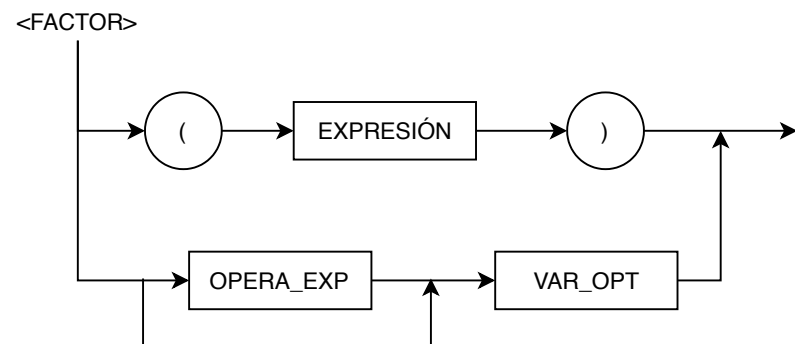 <FACTOR>
( EXPRESIÓN )
OPERA_EXP VAR_OPT